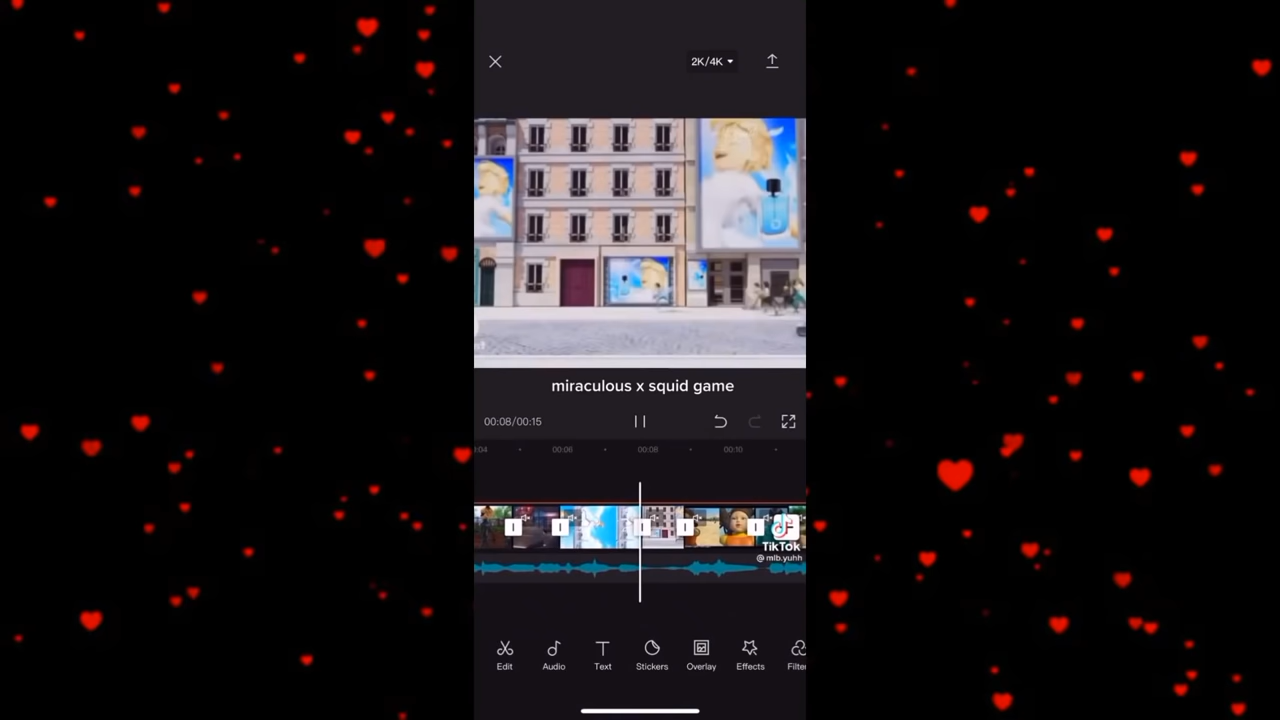 2K/4K
miraculous x squid game
00:08/00:15
:04
00:06
00:08
00:10
TikTok
@ mlb.yuhh
Edit
Audio
Text
Stickers
Overlay
Effects
Filter